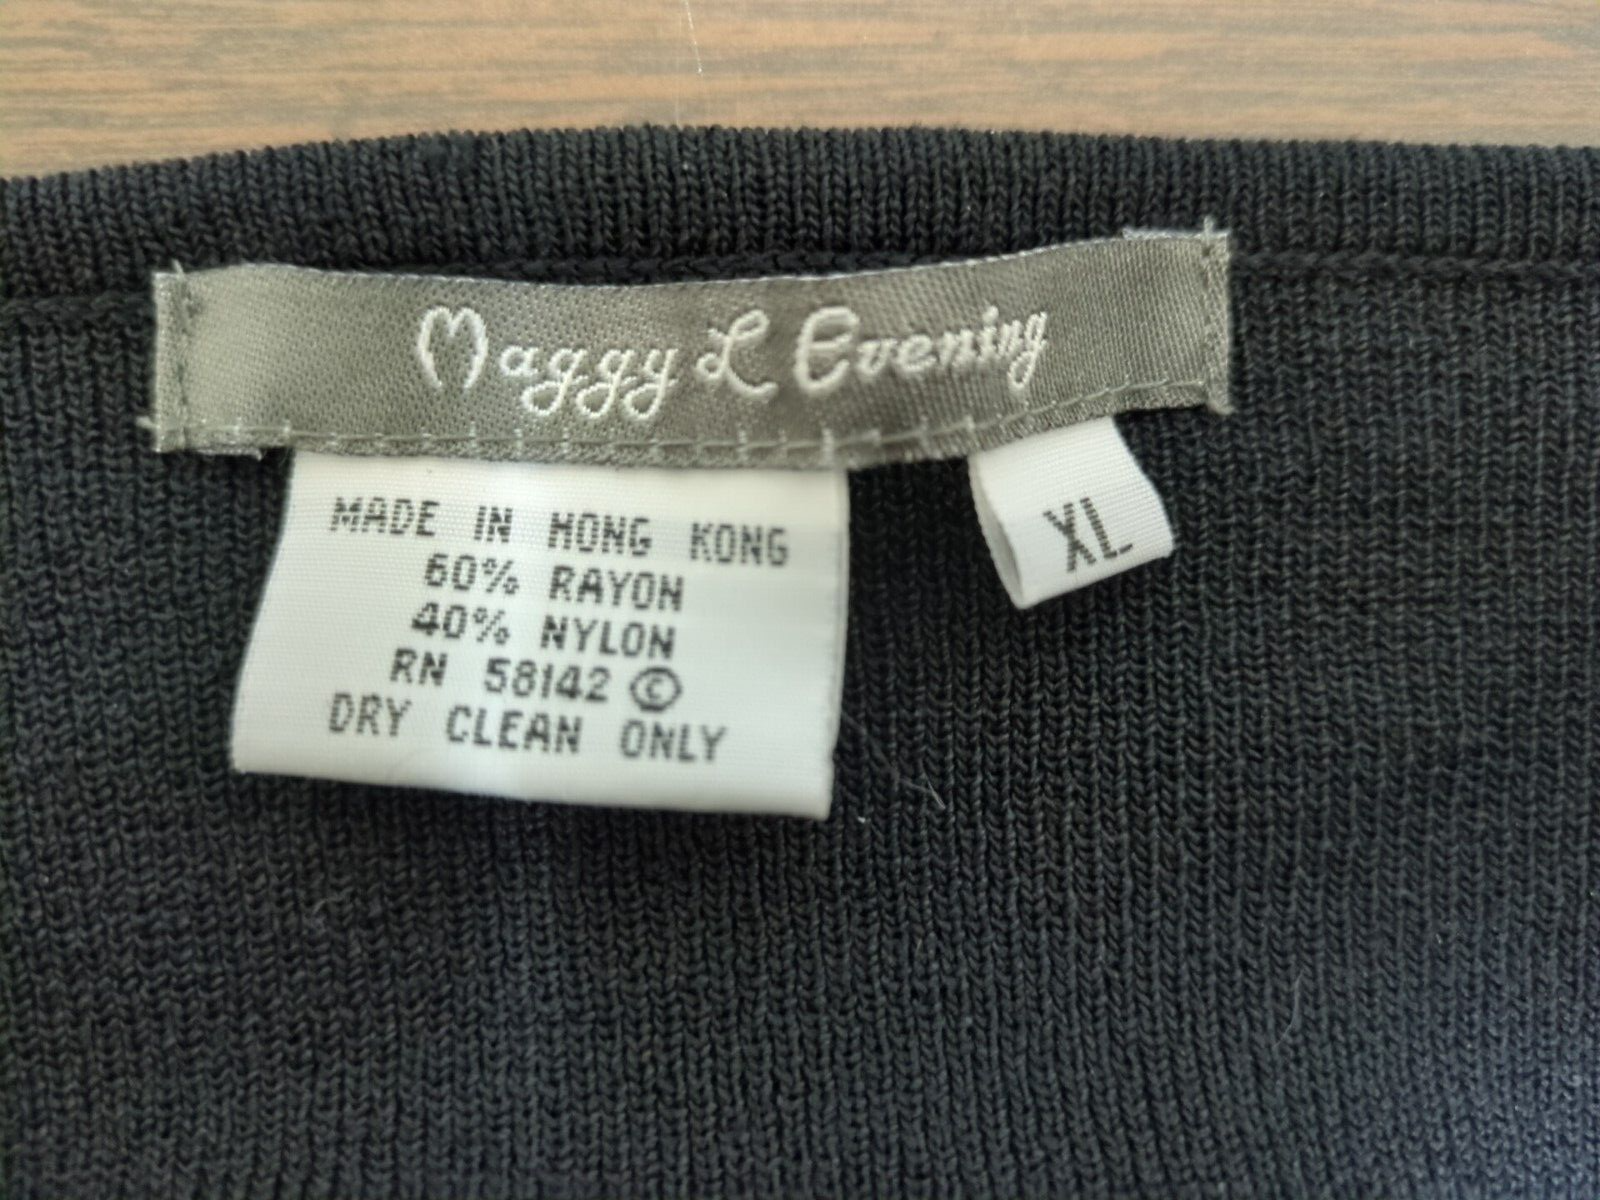 Maggy L Evening
XL
MADE IN HONG KONG
60% RAYON
40% NYLON
RN 58142 ©
DRY CLEAN ONLY